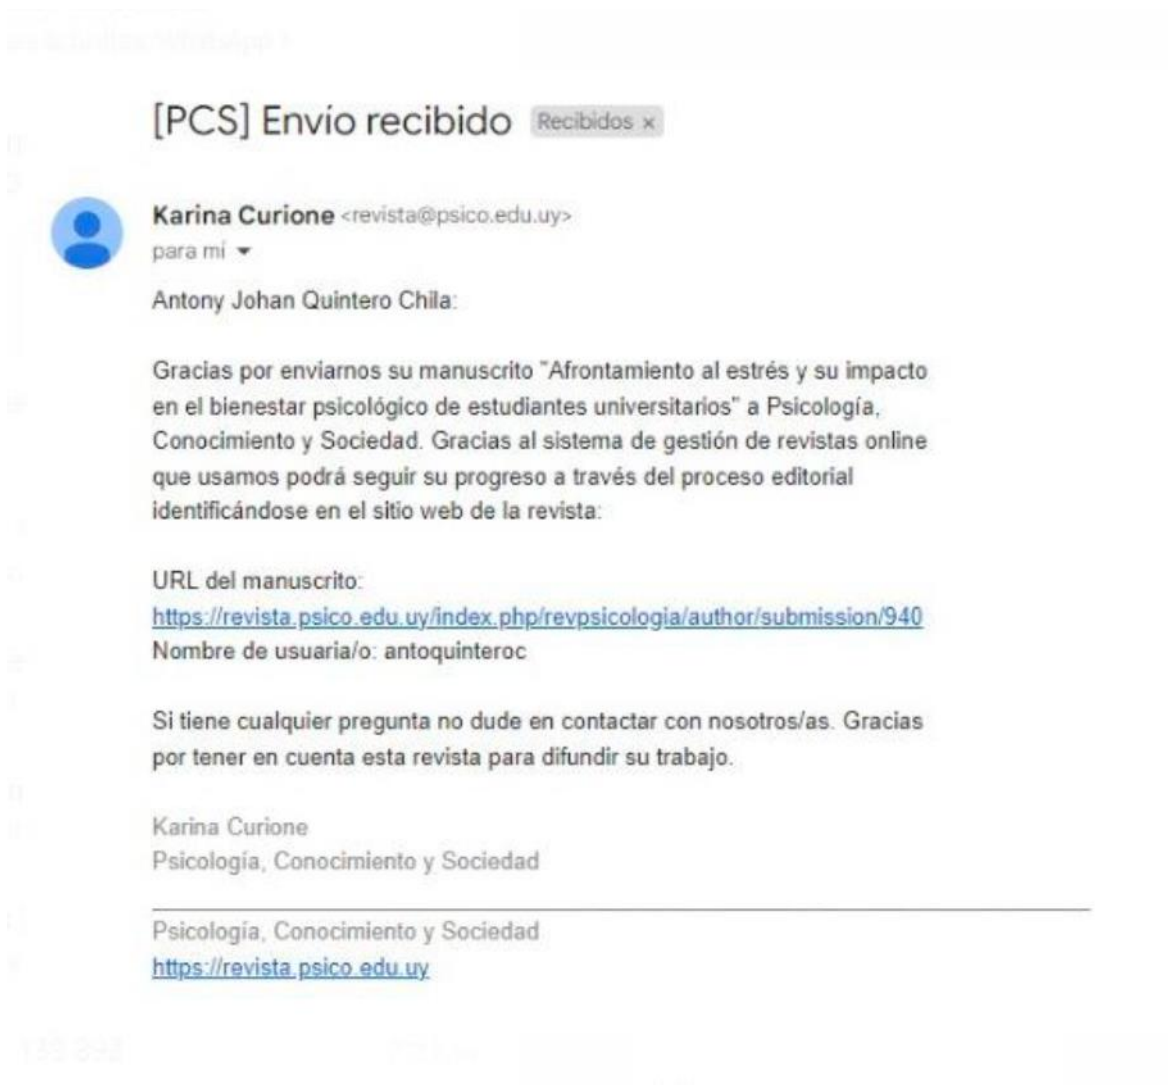 [PCS] Envío recibido Recibidos x
Karina Curione <revista@psico.edu.uy>
para mí
Antony Johan Quintero Chila:
Gracias por enviarnos su manuscrito "Afrontamiento al estrés y su impacto
en el bienestar psicológico de estudiantes universitarios" a Psicología,
Conocimiento y Sociedad. Gracias al sistema de gestión de revistas online
que usamos podrá seguir su progreso a través del proceso editorial
identificándose en el sitio web de la revista:
URL del manuscrito:
https://revista.psico.edu.uy/index.php/revpsicologia/author/submission/940
Nombre de usuaria/o: antoquinteroc
Si tiene cualquier pregunta no dude en contactar con nosotros/as. Gracias
por tener en cuenta esta revista para difundir su trabajo.
Karina Curione
Psicología, Conocimiento y Sociedad
Psicología, Conocimiento y Sociedad
https://revista.psico.edu.uy